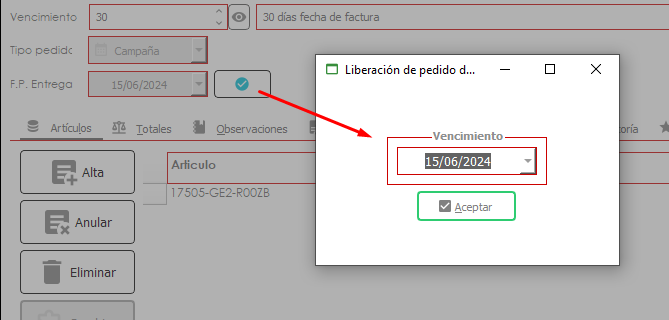 Vencimiento 30 30 días fecha de factura
Tipo pedido Campaña
F.P. Entrega 15/06/2024
Artículos Totales Observaciones
Alta
Anular
Eliminar
Artículo
17505-GE2-R00ZB
Liberación de pedido d...
Vencimiento
15/06/2024
Aceptar